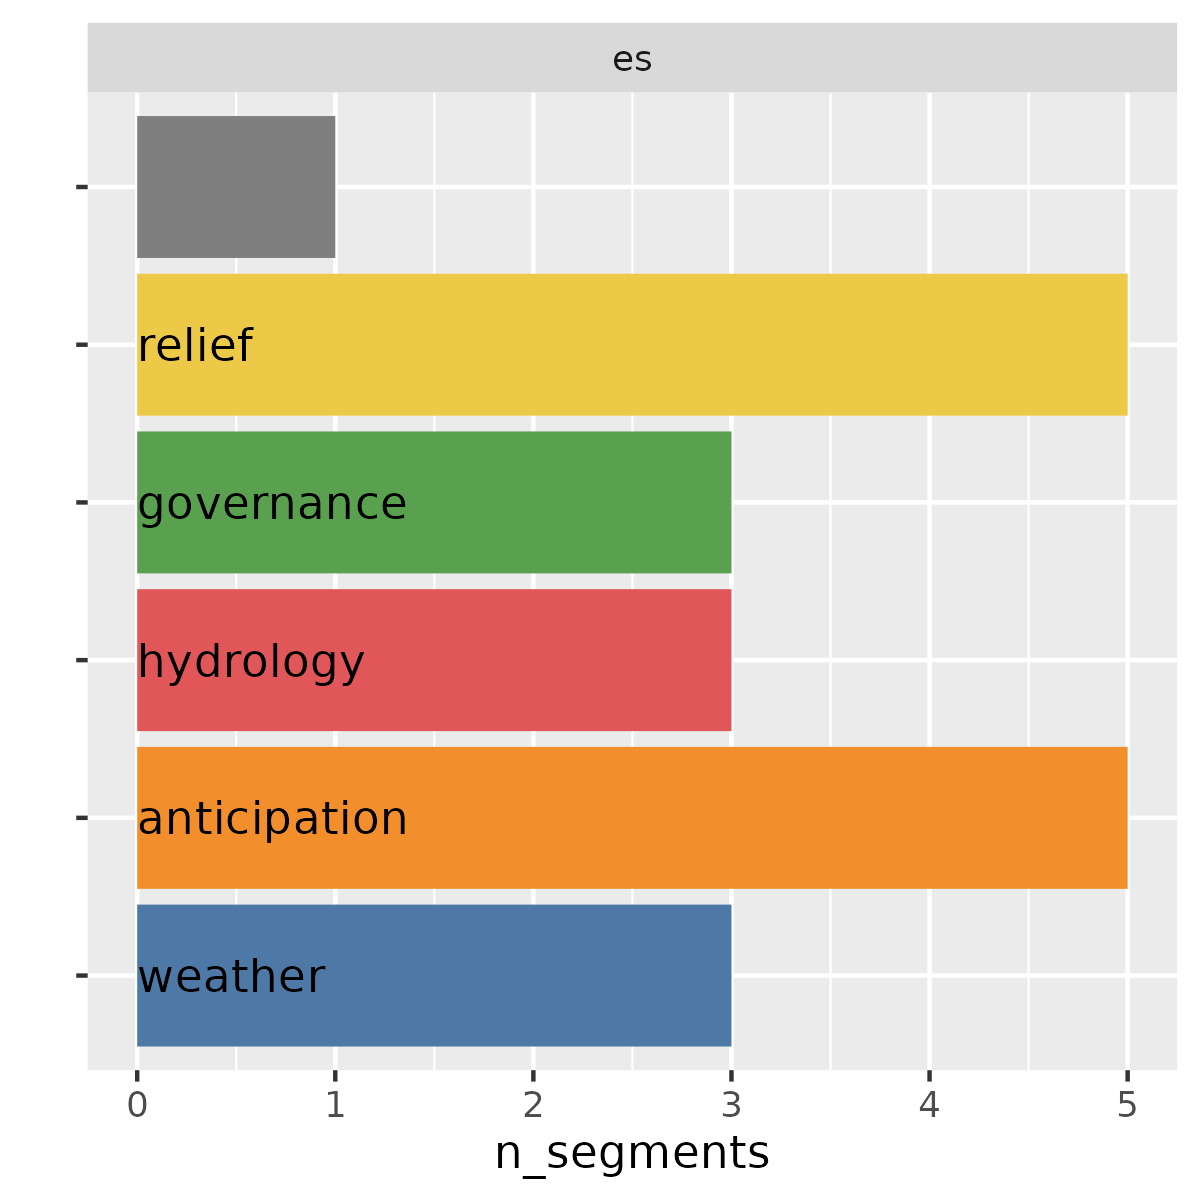 es
relief
governance
hydrology
anticipation
weather
0 1 2 3 4 5
n_segments